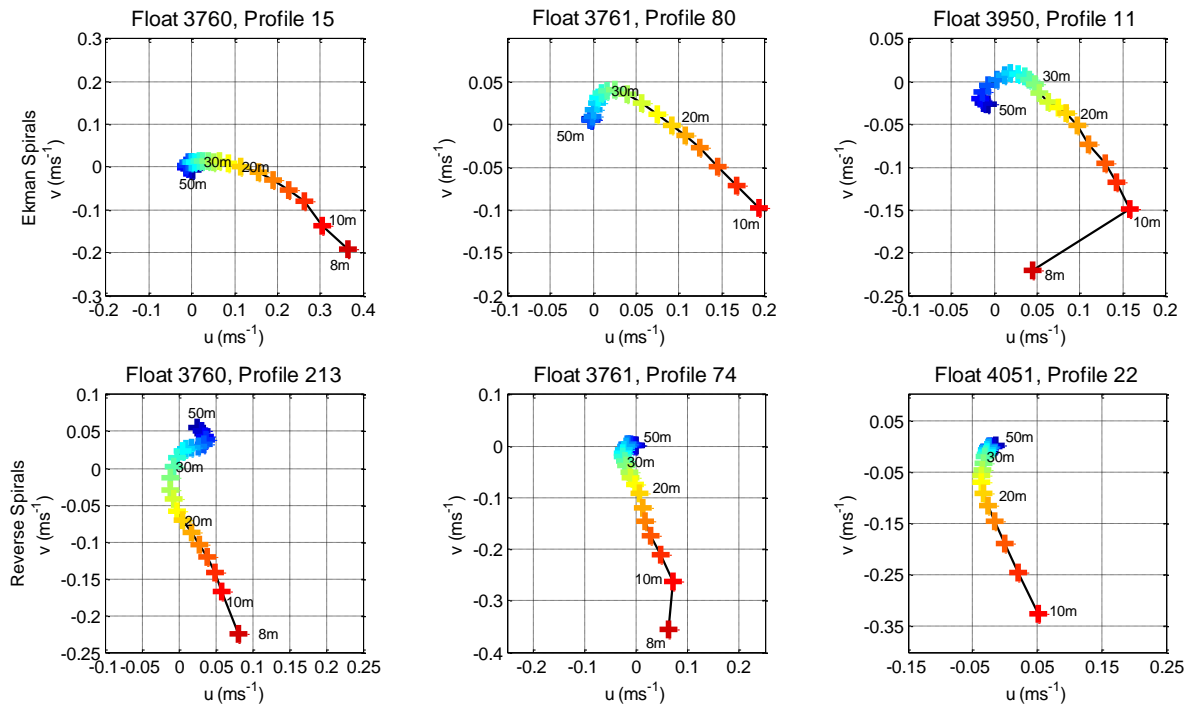 Float 3760, Profile 15
0.3
0.2
0.1
0
-0.1
-0.2
-0.3
-0.2 -0.1 0 0.1 0.2 0.3 0.4
u (ms-1)
v (ms-1)
Ekman Spirals
30m
20m
50m
10m
8m
Float 3761, Profile 80
0.1
0.05
0
-0.05
-0.1
-0.15
-0.2
-0.1 -0.05 0 0.05 0.1 0.15 0.2
u (ms-1)
v (ms-1)
30m
20m
50m
10m
Float 3950, Profile 11
0.05
0
-0.05
-0.1
-0.15
-0.2
-0.25
-0.1 -0.05 0 0.05 0.1 0.15 0.2
u (ms-1)
v (ms-1)
30m
50m
20m
10m
8m
Float 3760, Profile 213
0.1
0.05
0
-0.05
-0.1
-0.15
-0.2
-0.25
-0.1 -0.05 0 0.05 0.1 0.15 0.2 0.25
u (ms-1)
v (ms-1)
Reverse Spirals
50m
30m
20m
10m
8m
Float 3761, Profile 74
0.1
0
-0.1
-0.2
-0.3
-0.4
-0.2 -0.1 0 0.1 0.2
u (ms-1)
v (ms-1)
50m
30m
20m
10m
8m
Float 4051, Profile 22
0.05
-0.05
-0.15
-0.25
-0.35
-0.15 -0.05 0.05 0.15 0.25
u (ms-1)
v (ms-1)
50m
30m
20m
10m